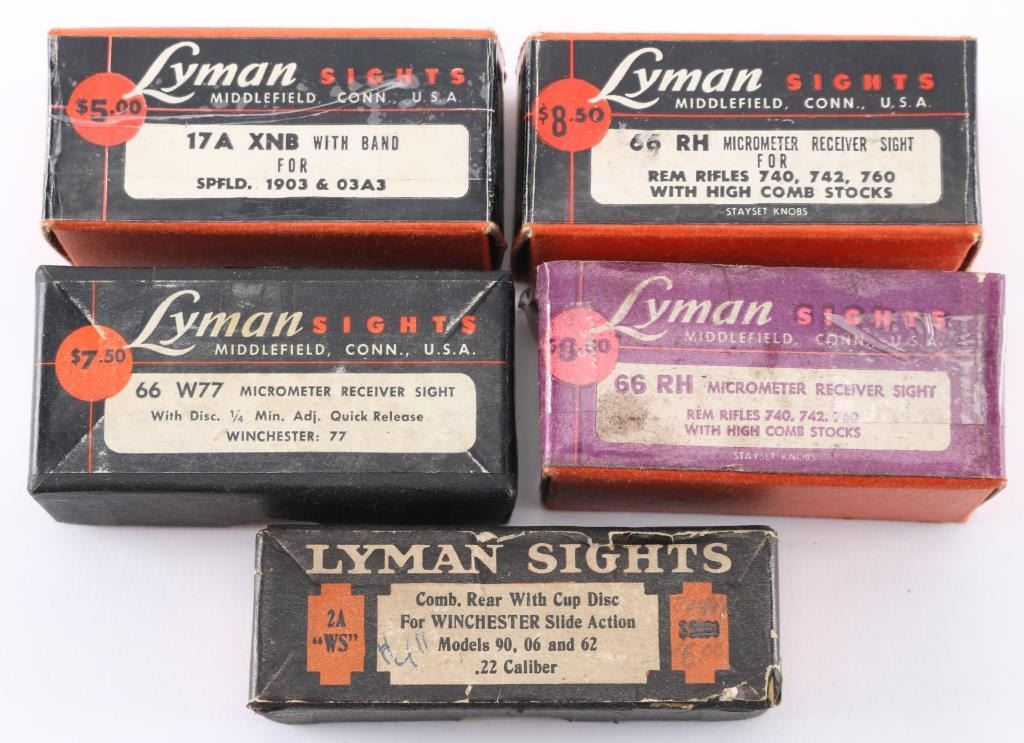 Lyman SIGHTS
MIDDLEFIELD, CONN., U.S.A.
$5.00
17A XNB WITH BAND
FOR
SPFLD. 1903 & 03A3
Lyman SIGHTS
MIDDLEFIELD, CONN., U.S.A.
$8.50
66 RH MICROMETER RECEIVER SIGHT
FOR
REM RIFLES 740, 742, 760
WITH HIGH COMB STOCKS
STAYSET KNOBS
Lyman SIGHTS
MIDDLEFIELD, CONN., U.S.A.
$7.50
66 W77 MICROMETER RECEIVER SIGHT
With Disc. ¼ Min. Adj. Quick Release
WINCHESTER: 77
Lyman SIGHTS
MIDDLEFIELD, CONN., U.S.A.
66 RH MICROMETER RECEIVER SIGHT
REM RIFLES 740, 742, 760
WITH HIGH COMB STOCKS
STAYSET KNOBS
LYMAN SIGHTS
2A
"WS"
Comb. Rear With Cup Disc
For WINCHESTER Slide Action
Models 90, 06 and 62
.22 Caliber
6.00